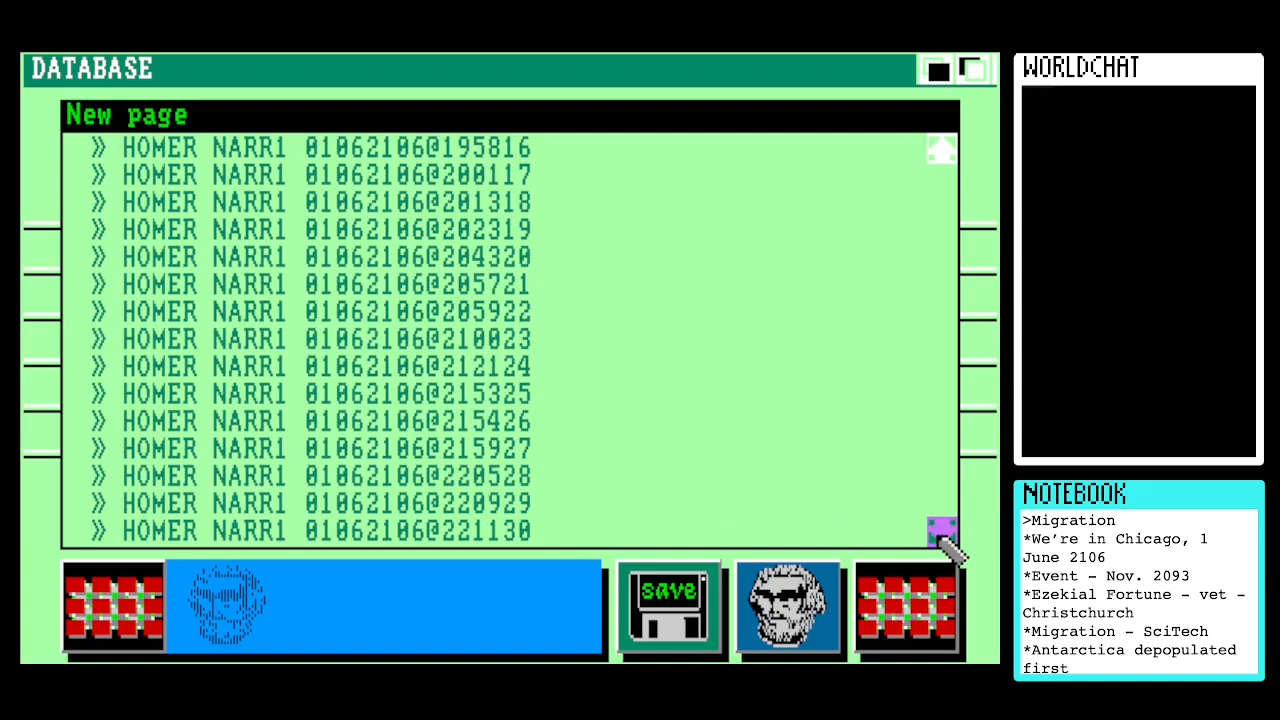 DATABASE
New page
» HOMER NARR1 01062106@195816
» HOMER NARR1 01062106@200117
» HOMER NARR1 01062106@201318
» HOMER NARR1 01062106@202319
» HOMER NARR1 01062106@204320
» HOMER NARR1 01062106@205721
» HOMER NARR1 01062106@205922
» HOMER NARR1 01062106@210023
» HOMER NARR1 01062106@212124
» HOMER NARR1 01062106@215325
» HOMER NARR1 01062106@215426
» HOMER NARR1 01062106@215927
» HOMER NARR1 01062106@220528
» HOMER NARR1 01062106@220929
» HOMER NARR1 01062106@221130
save
WORLDCHAT
NOTEBOOK
>Migration
*We're in Chicago, 1
June 2106
*Event - Nov. 2093
*Ezekial Fortune - vet -
Christchurch
*Migration - SciTech
*Antarctica depopulated
first